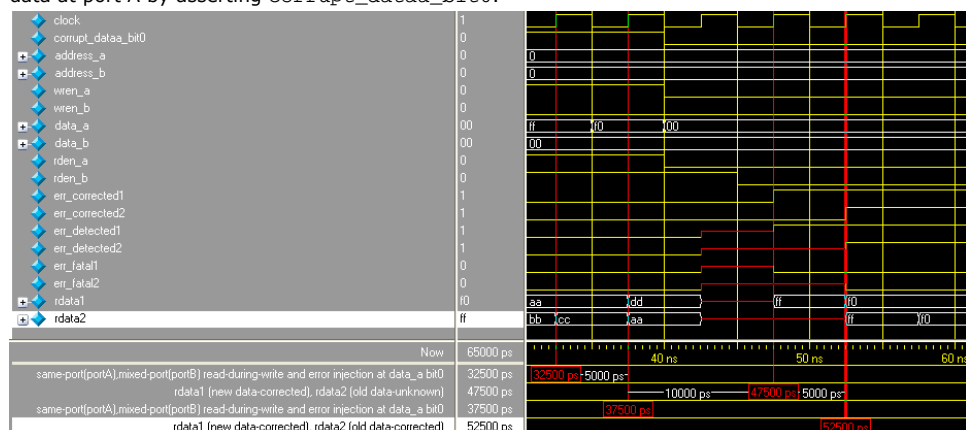 data at port A by asserting corrupt_dataa_bit0.
clock 1
corrupt_dataa_bit0 0
address_a 0 0
address_b 0 0
wren_a 0
wren_b 0
data_a 00 ff f0 00
data_b 00 00
rden_a 0
rden_b 0
err_corrected1 1
err_corrected2 1
err_detected1 1
err_detected2 1
err_fatal1 0
err_fatal2 0
rdata1 f0 aa dd ff f0
rdata2 ff bb cc aa ff f0
Now 65000 ps 40 ns 50 ns 60 ns
same-port(portA),mixed-port(portB) read-during-write and error injection at data_a bit0 32500 ps 32500 ps 5000 ps
rdata1 (new data-corrected), rdata2 (old data-unknown) 47500 ps 10000 ps 47500 ps 5000 ps
same-port(portA),mixed-port(portB) read-during-write and error injection at data_a bit0 37500 ps 37500 ps
rdata1 (new data-corrected), rdata2 (old data-corrected) 52500 ps 52500 ps